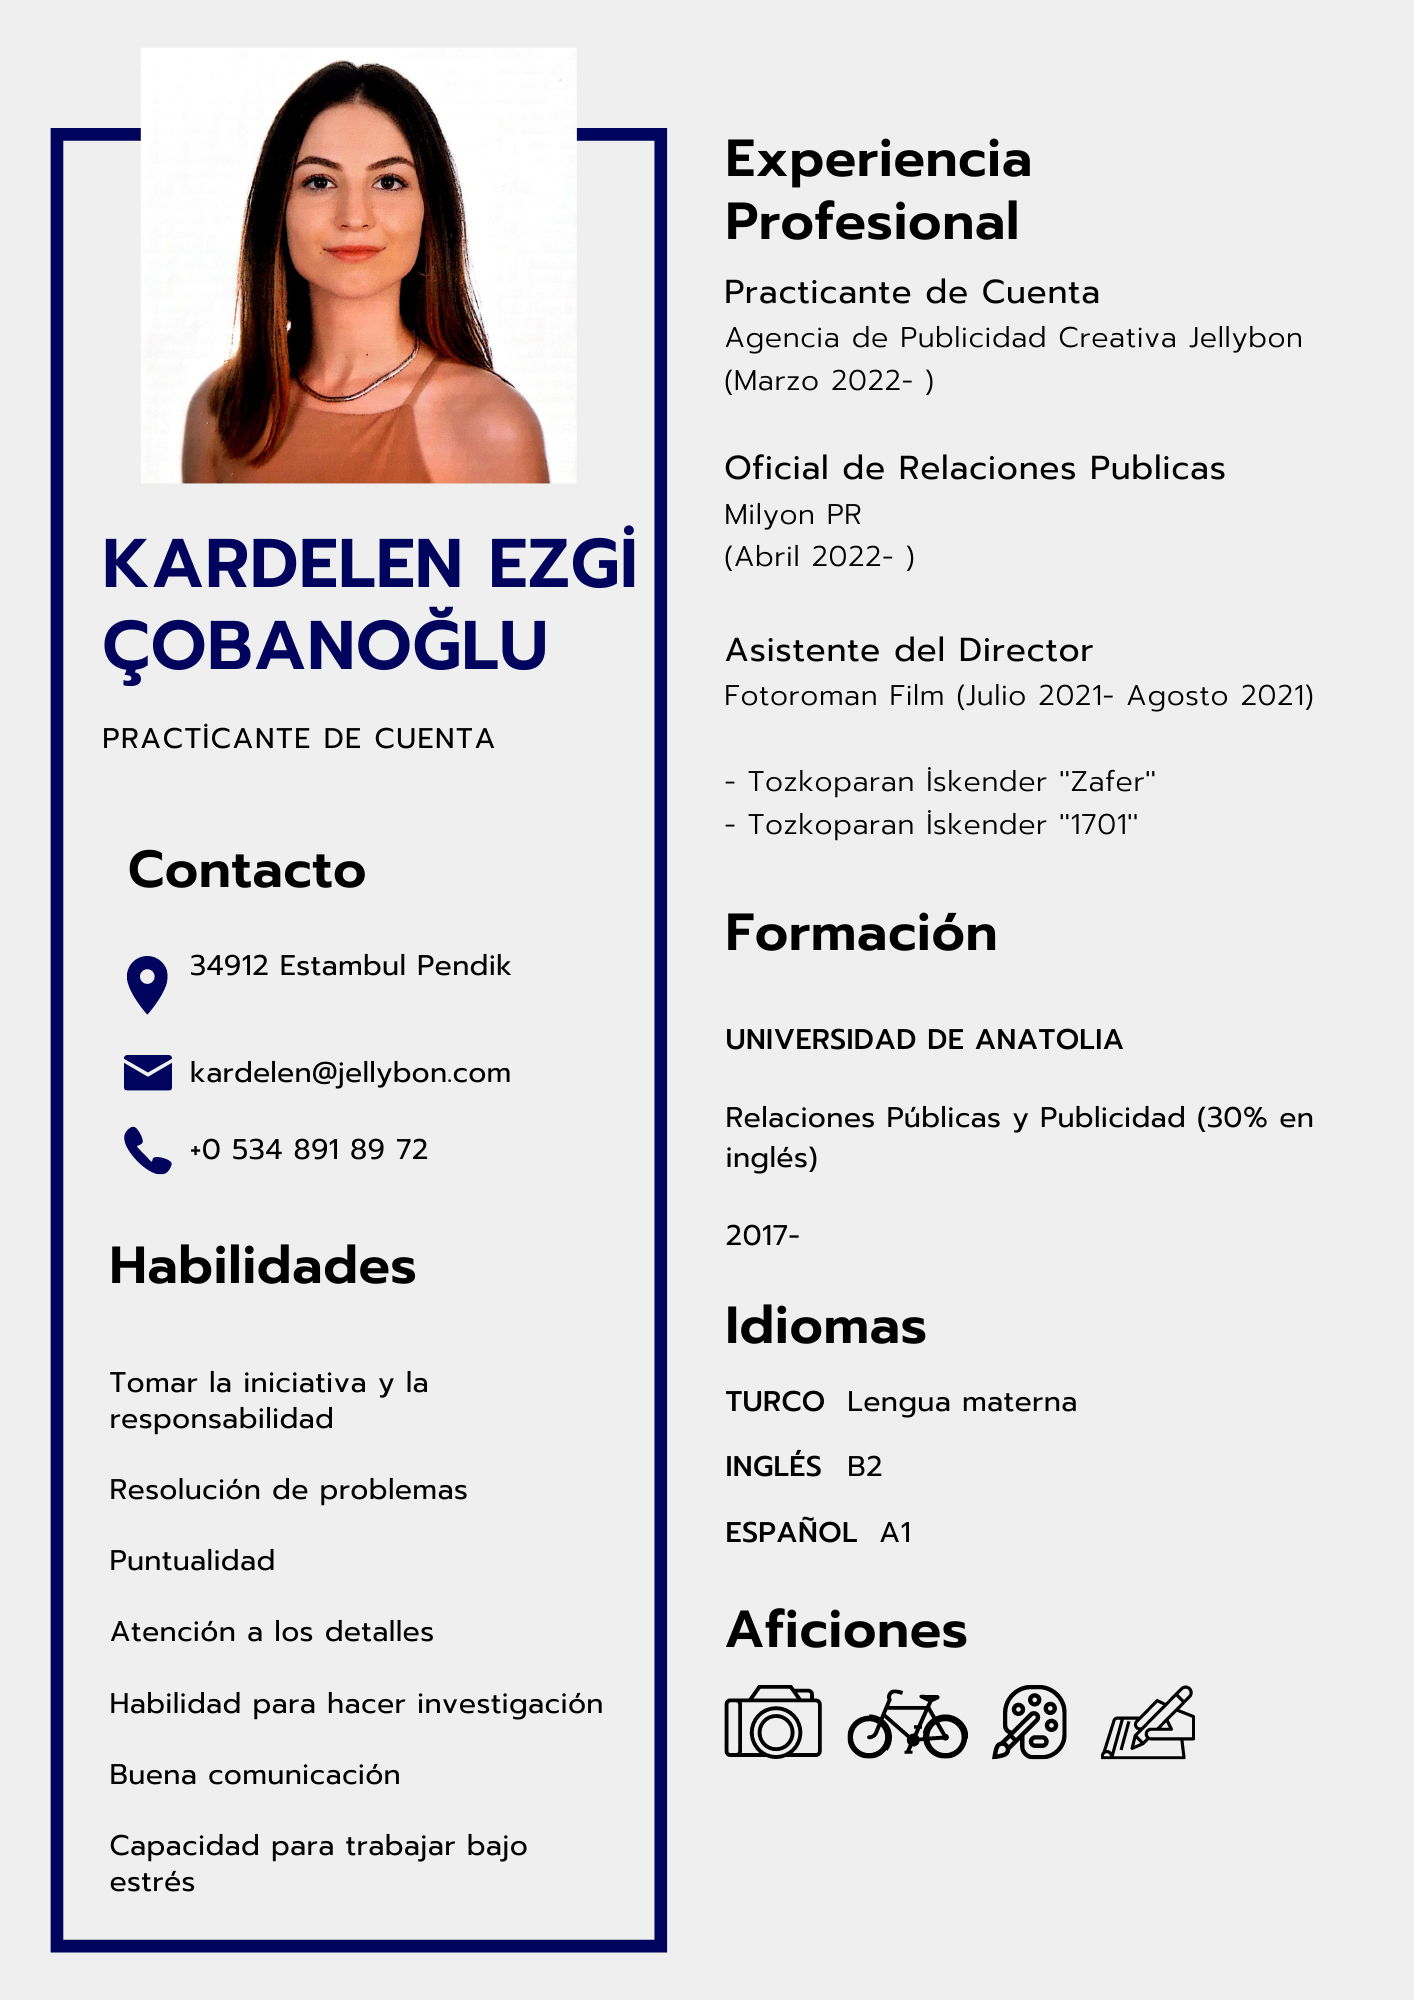 KARDELEN EZGİ
ÇOBANOĞLU
PRACTİCANTE DE CUENTA
Contacto
34912 Estambul Pendik
kardelen@jellybon.com
+0 534 891 89 72
Habilidades
Tomar la iniciativa y la
responsabilidad
Resolución de problemas
Puntualidad
Atención a los detalles
Habilidad para hacer investigación
Buena comunicación
Capacidad para trabajar bajo
estrés
Experiencia
Profesional
Practicante de Cuenta
Agencia de Publicidad Creativa Jellybon
(Marzo 2022- )
Oficial de Relaciones Publicas
Milyon PR
(Abril 2022- )
Asistente del Director
Fotoroman Film (Julio 2021- Agosto 2021)
- Tozkoparan İskender "Zafer"
- Tozkoparan İskender "1701"
Formación
UNIVERSIDAD DE ANATOLIA
Relaciones Públicas y Publicidad (30% en
inglés)
2017-
Idiomas
TURCO Lengua materna
INGLÉS B2
ESPAÑOL A1
Aficiones